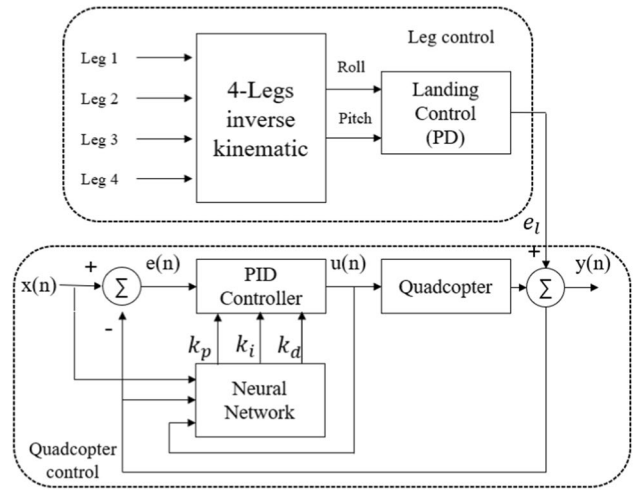 Leg control
Leg 1
Leg 2
Leg 3
Leg 4
4-Legs
inverse
kinematic
Roll
Pitch
Landing
Control
(PD)
e_l
x(n)
+
Σ
-
e(n)
PID
Controller
u(n)
Quadcopter
+
Σ
y(n)
k_p k_i k_d
Neural
Network
Quadcopter
control